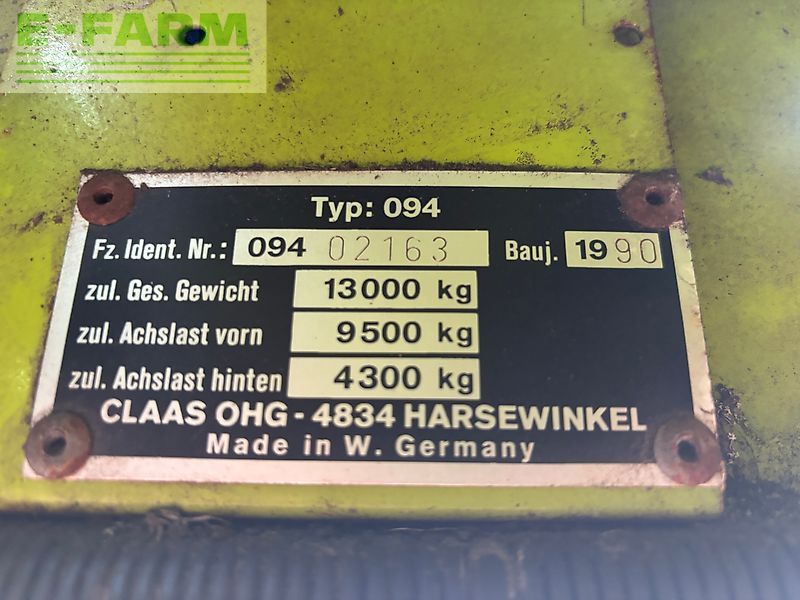 E-FARM
Typ: 094
Fz. Ident. Nr.: 094 02163 Bauj. 1990
zul. Ges. Gewicht 13000 kg
zul. Achslast vorn 9500 kg
zul. Achslast hinten 4300 kg
CLAAS OHG - 4834 HARSEWINKEL
Made in W. Germany